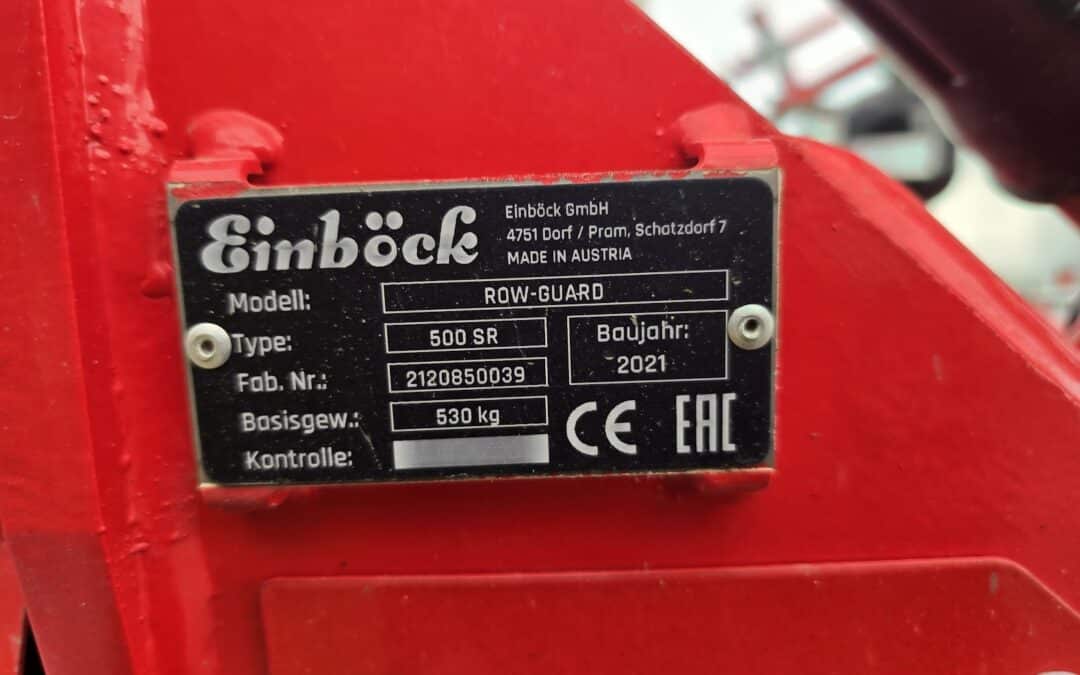 Einböck
Einböck GmbH
4751 Dorf / Pram, Schatzdorf 7
MADE IN AUSTRIA
Modell: ROW-GUARD
Type: 500 SR
Baujahr:
2021
Fab. Nr.: 2120850039
Basisgew.: 530 kg
Kontrolle:
CE EAC